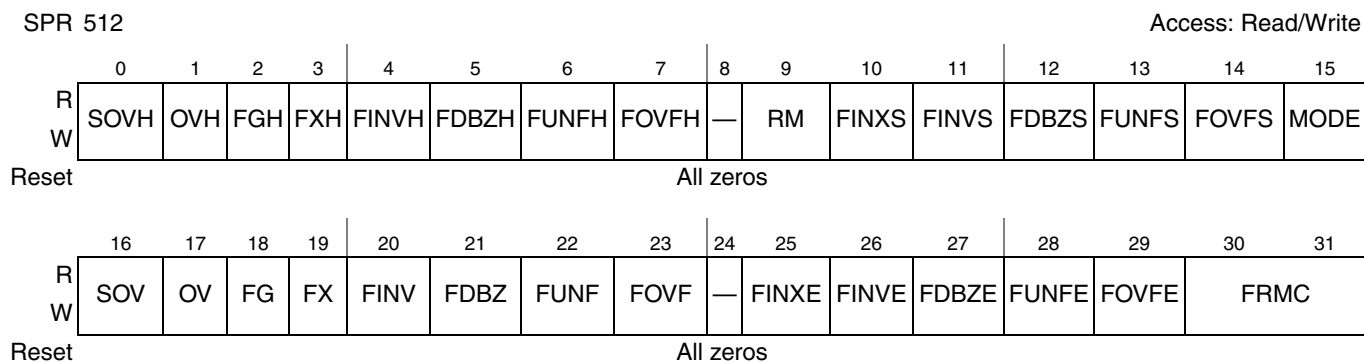 SPR 512 Access: Read/Write
0 1 2 3 4 5 6 7 8 9 10 11 12 13 14 15
R
W
SOVH OVH FGH FXH FINVH FDBZH FUNFH FOVFH — RM FINXS FINVS FDBZS FUNFS FOVFS MODE
Reset All zeros
16 17 18 19 20 21 22 23 24 25 26 27 28 29 30 31
R
W
SOV OV FG FX FINV FDBZ FUNF FOVF — FINXE FINVE FDBZE FUNFE FOVFE FRMC
Reset All zeros